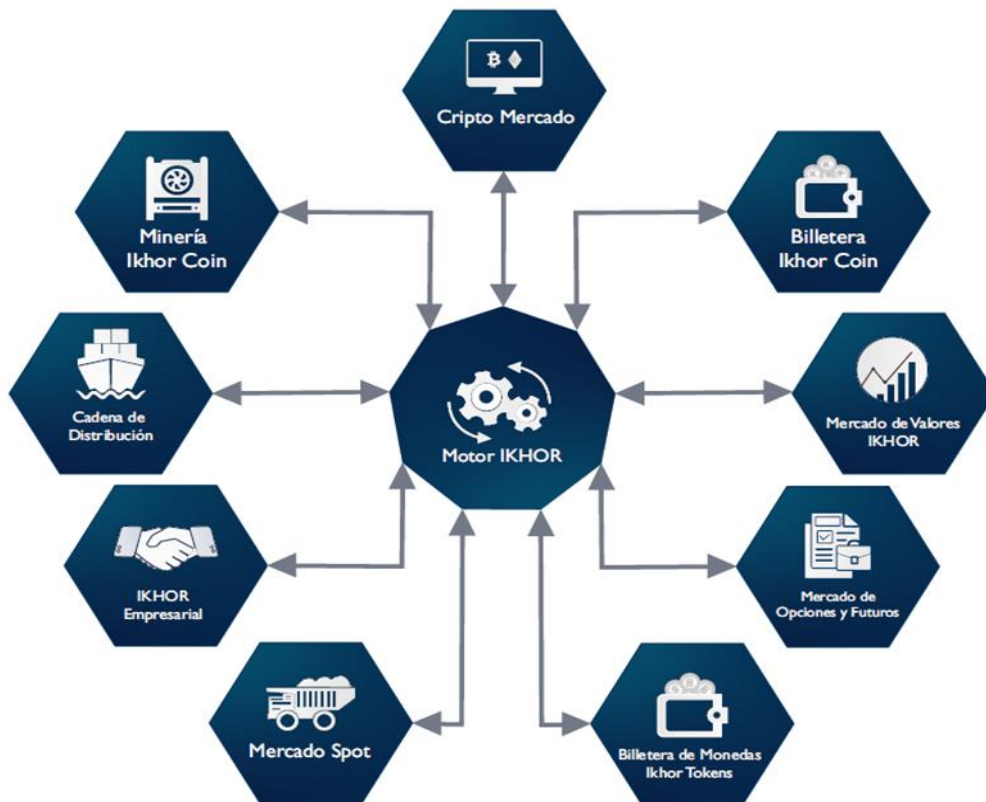 Cripto Mercado
Minería
Ikhor Coin
Billetera
Ikhor Coin
Cadena de
Distribución
Motor IKHOR
Mercado de Valores
IKHOR
IKHOR
Empresarial
Mercado de
Opciones y Futuros
Mercado Spot
Billetera de Monedas
Ikhor Tokens